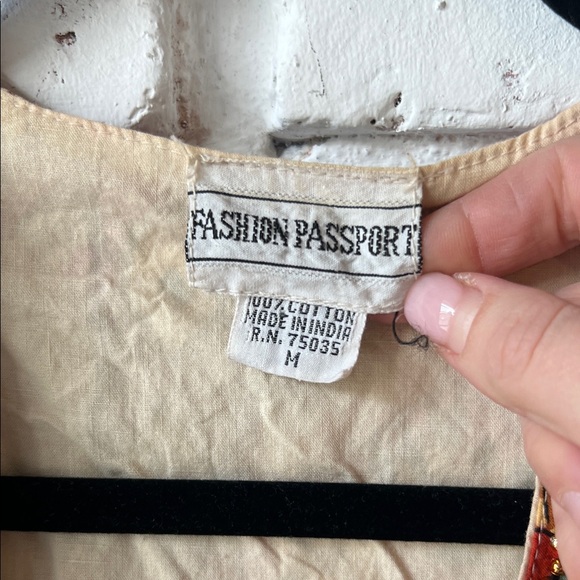 FASHION PASSPORT
100% COTTON
MADE IN INDIA
R.N. 75035
M